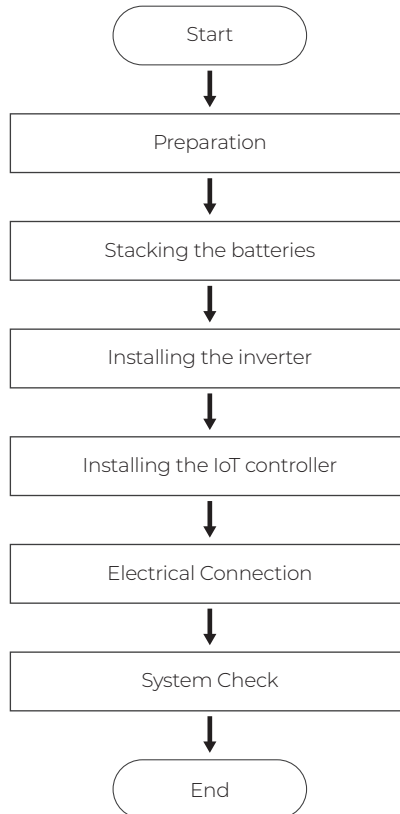 Start
Preparation
Stacking the batteries
Installing the inverter
Installing the IoT controller
Electrical Connection
System Check
End